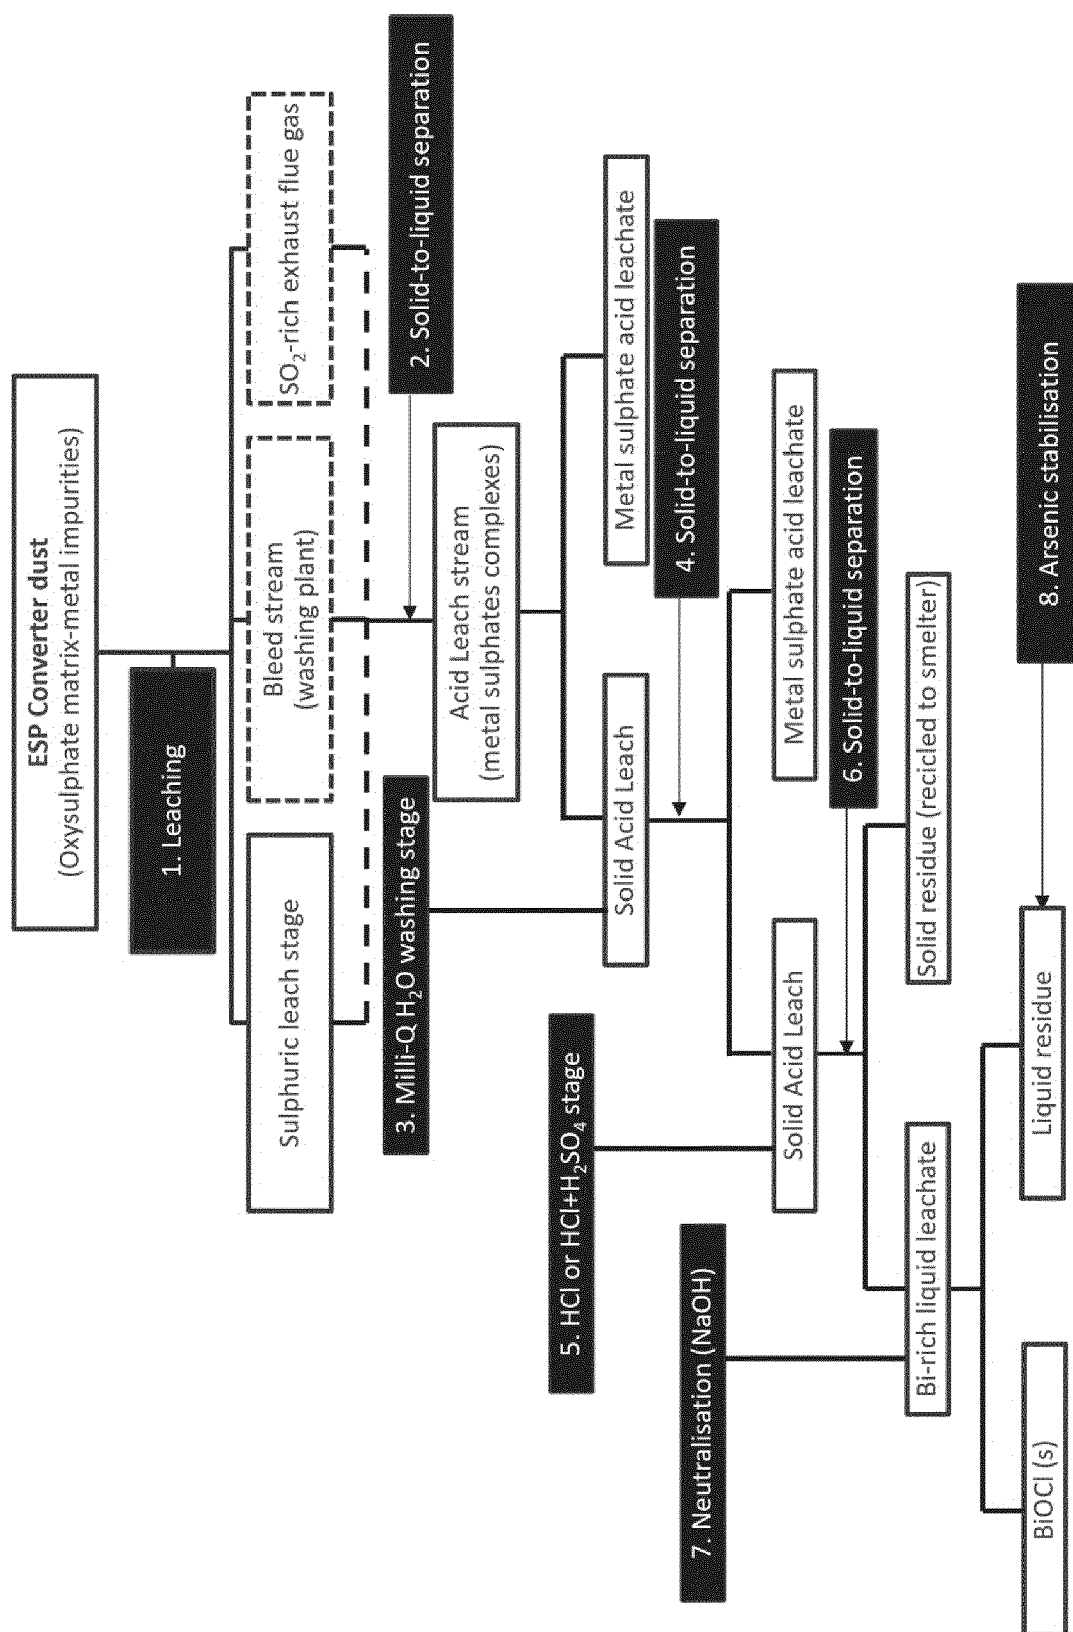 ESP Converter dust
(Oxysulphate matrix-metal impurities)
1. Leaching
Sulphuric leach stage
Bleed stream
(washing plant)
SO₂-rich exhaust flue gas
2. Solid-to-liquid separation
3. Milli-Q H₂O washing stage
Acid Leach stream
(metal sulphates complexes)
Solid Acid Leach
Metal sulphate acid leachate
4. Solid-to-liquid separation
5. HCl or HCl+H₂SO₄ stage
Solid Acid Leach
Metal sulphate acid leachate
6. Solid-to-liquid separation
7. Neutralisation (NaOH)
Bi-rich liquid leachate
Solid residue (recicled to smelter)
8. Arsenic stabilisation
BiOCl (s)
Liquid residue